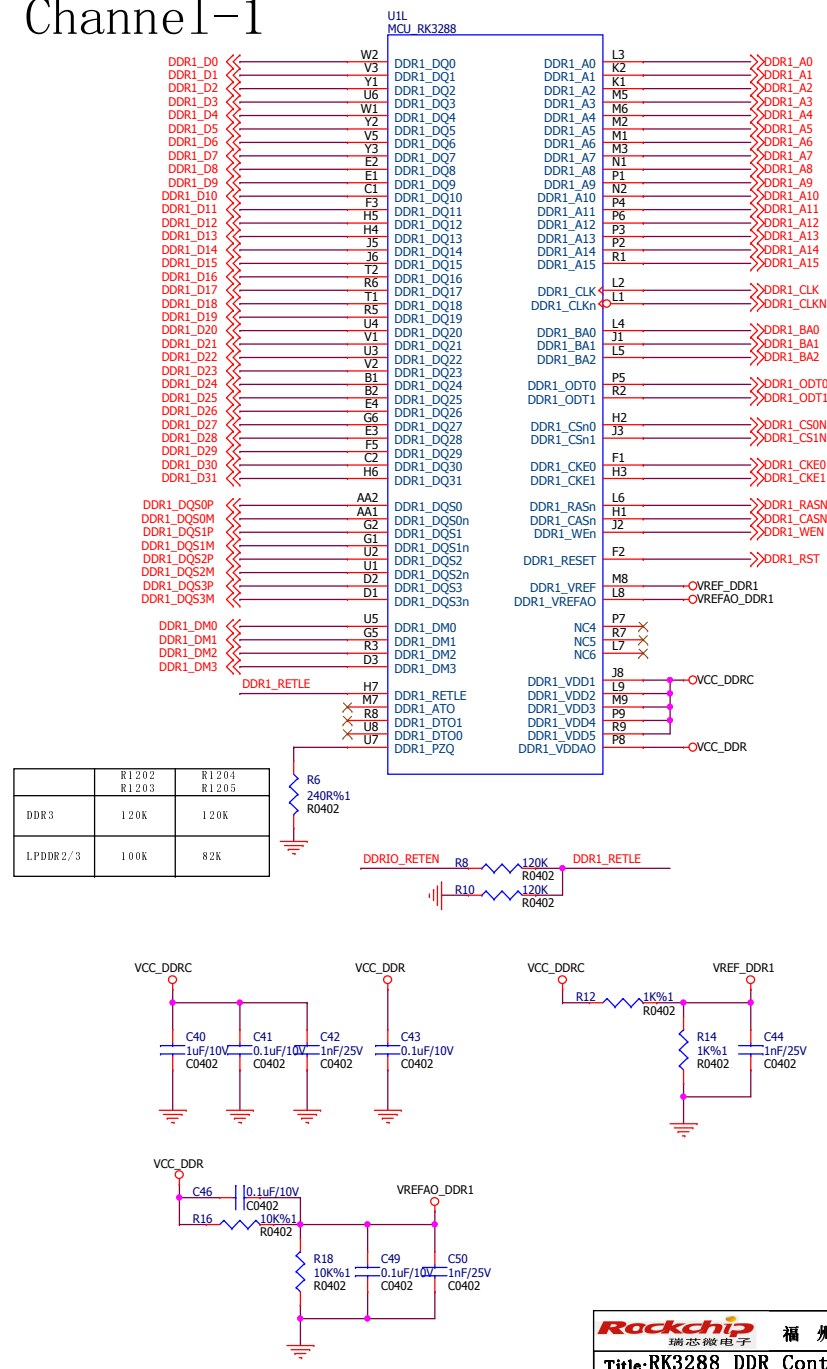 Channel-1
U1L
MCU_RK3288
DDR1_D0 W2 DDR1_DQ0 DDR1_A0 L3 DDR1_A0
DDR1_D1 V3 DDR1_DQ1 DDR1_A1 K2 DDR1_A1
DDR1_D2 Y1 DDR1_DQ2 DDR1_A2 K1 DDR1_A2
DDR1_D3 U6 DDR1_DQ3 DDR1_A3 M5 DDR1_A3
DDR1_D4 W1 DDR1_DQ4 DDR1_A4 M6 DDR1_A4
DDR1_D5 Y2 DDR1_DQ5 DDR1_A5 M2 DDR1_A5
DDR1_D6 V5 DDR1_DQ6 DDR1_A6 M1 DDR1_A6
DDR1_D7 Y3 DDR1_DQ7 DDR1_A7 M3 DDR1_A7
DDR1_D8 E2 DDR1_DQ8 DDR1_A8 N1 DDR1_A8
DDR1_D9 E1 DDR1_DQ9 DDR1_A9 P1 DDR1_A9
DDR1_D10 C1 DDR1_DQ10 DDR1_A10 N2 DDR1_A10
DDR1_D11 F3 DDR1_DQ11 DDR1_A11 P4 DDR1_A11
DDR1_D12 H5 DDR1_DQ12 DDR1_A12 P6 DDR1_A12
DDR1_D13 H4 DDR1_DQ13 DDR1_A13 P3 DDR1_A13
DDR1_D14 J5 DDR1_DQ14 DDR1_A14 P2 DDR1_A14
DDR1_D15 J6 DDR1_DQ15 DDR1_A15 R1 DDR1_A15
DDR1_D16 T2 DDR1_DQ16
DDR1_D17 R6 DDR1_DQ17 DDR1_CLK L2 DDR1_CLK
DDR1_D18 T1 DDR1_DQ18 DDR1_CLKn L1 DDR1_CLKN
DDR1_D19 R5 DDR1_DQ19
DDR1_D20 U4 DDR1_DQ20 DDR1_BA0 L4 DDR1_BA0
DDR1_D21 V1 DDR1_DQ21 DDR1_BA1 J1 DDR1_BA1
DDR1_D22 U3 DDR1_DQ22 DDR1_BA2 L5 DDR1_BA2
DDR1_D23 V2 DDR1_DQ23
DDR1_D24 B1 DDR1_DQ24 DDR1_ODT0 P5 DDR1_ODT0
DDR1_D25 B2 DDR1_DQ25 DDR1_ODT1 R2 DDR1_ODT1
DDR1_D26 E4 DDR1_DQ26
DDR1_D27 G6 DDR1_DQ27 DDR1_CSn0 H2 DDR1_CS0N
DDR1_D28 E3 DDR1_DQ28 DDR1_CSn1 J3 DDR1_CS1N
DDR1_D29 F5 DDR1_DQ29
DDR1_D30 C2 DDR1_DQ30 DDR1_CKE0 F1 DDR1_CKE0
DDR1_D31 H6 DDR1_DQ31 DDR1_CKE1 H3 DDR1_CKE1
DDR1_DQS0P AA2 DDR1_DQS0 DDR1_RASn L6 DDR1_RASN
DDR1_DQS0M AA1 DDR1_DQS0n DDR1_CASn H1 DDR1_CASN
DDR1_DQS1P G2 DDR1_DQS1 DDR1_WEn J2 DDR1_WEN
DDR1_DQS1M G1 DDR1_DQS1n
DDR1_DQS2P U2 DDR1_DQS2 DDR1_RESET F2 DDR1_RST
DDR1_DQS2M U1 DDR1_DQS2n
DDR1_DQS3P D2 DDR1_DQS3 DDR1_VREF M8 VREF_DDR1
DDR1_DQS3M D1 DDR1_DQS3n DDR1_VREFAO L8 VREFAO_DDR1
DDR1_DM0 U5 DDR1_DM0 NC4 P7
DDR1_DM1 G5 DDR1_DM1 NC5 R7
DDR1_DM2 R3 DDR1_DM2 NC6 L7
DDR1_DM3 D3 DDR1_DM3
DDR1_VDD1 J8 VCC_DDRC
DDR1_RETLE H7 DDR1_RETLE DDR1_VDD2 L9
M7 DDR1_ATO DDR1_VDD3 M9
R8 DDR1_DTO1 DDR1_VDD4 P9
U8 DDR1_DTO0 DDR1_VDD5 R9
U7 DDR1_PZQ DDR1_VDDAO P8 VCC_DDR
R6
240R%1
R0402
R1202 R1204
R1203 R1205
DDR3 120K 120K
LPDDR2/3 100K 82K
DDRIO_RETEN R8 120K DDR1_RETLE
R0402
R10 120K
R0402
VCC_DDRC VCC_DDR VCC_DDRC VREF_DDR1
R12 1K%1
R0402
C40 C41 C42 C43 R14 C44
1uF/10V 0.1uF/10V 1nF/25V 0.1uF/10V 1K%1 1nF/25V
C0402 C0402 C0402 C0402 R0402 C0402
VCC_DDR
C46 0.1uF/10V VREFAO_DDR1
C0402
R16 10K%1
R0402
R18 C49 C50
10K%1 0.1uF/10V 1nF/25V
R0402 C0402 C0402
Rockchip 福
瑞芯微电子
Title:RK3288 DDR